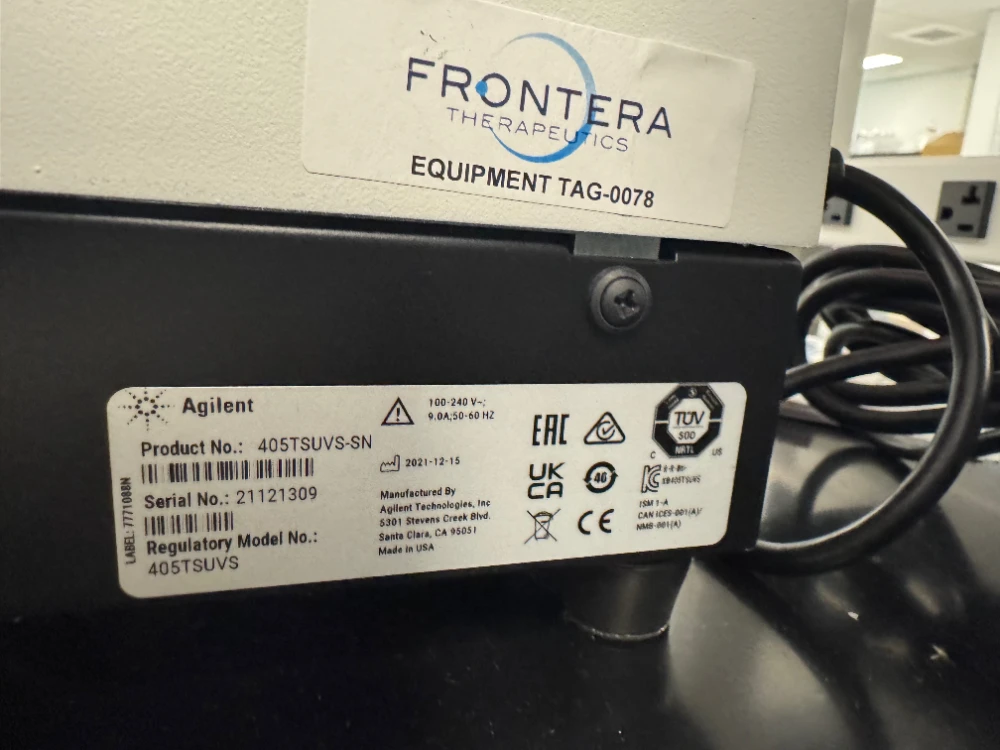 FRONTERA
THERAPEUTICS
EQUIPMENT TAG-0078
Agilent
Product No.: 405TSUVS-SN
Serial No.: 21121309
Regulatory Model No.:
405TSUVS
LABEL: 7771088N
100-240 V~;
9.0A;50-60 HZ
2021-12-15
Manufactured By
Agilent Technologies, Inc
5301 Stevens Creek Blvd.
Santa Clara, CA 95051
Made in USA
EAC
UK
CA
40
CE
TÜV
SÜD
NRTL
C US
ISM 1-A
CAN ICES-001(A)/
NMB-001(A)